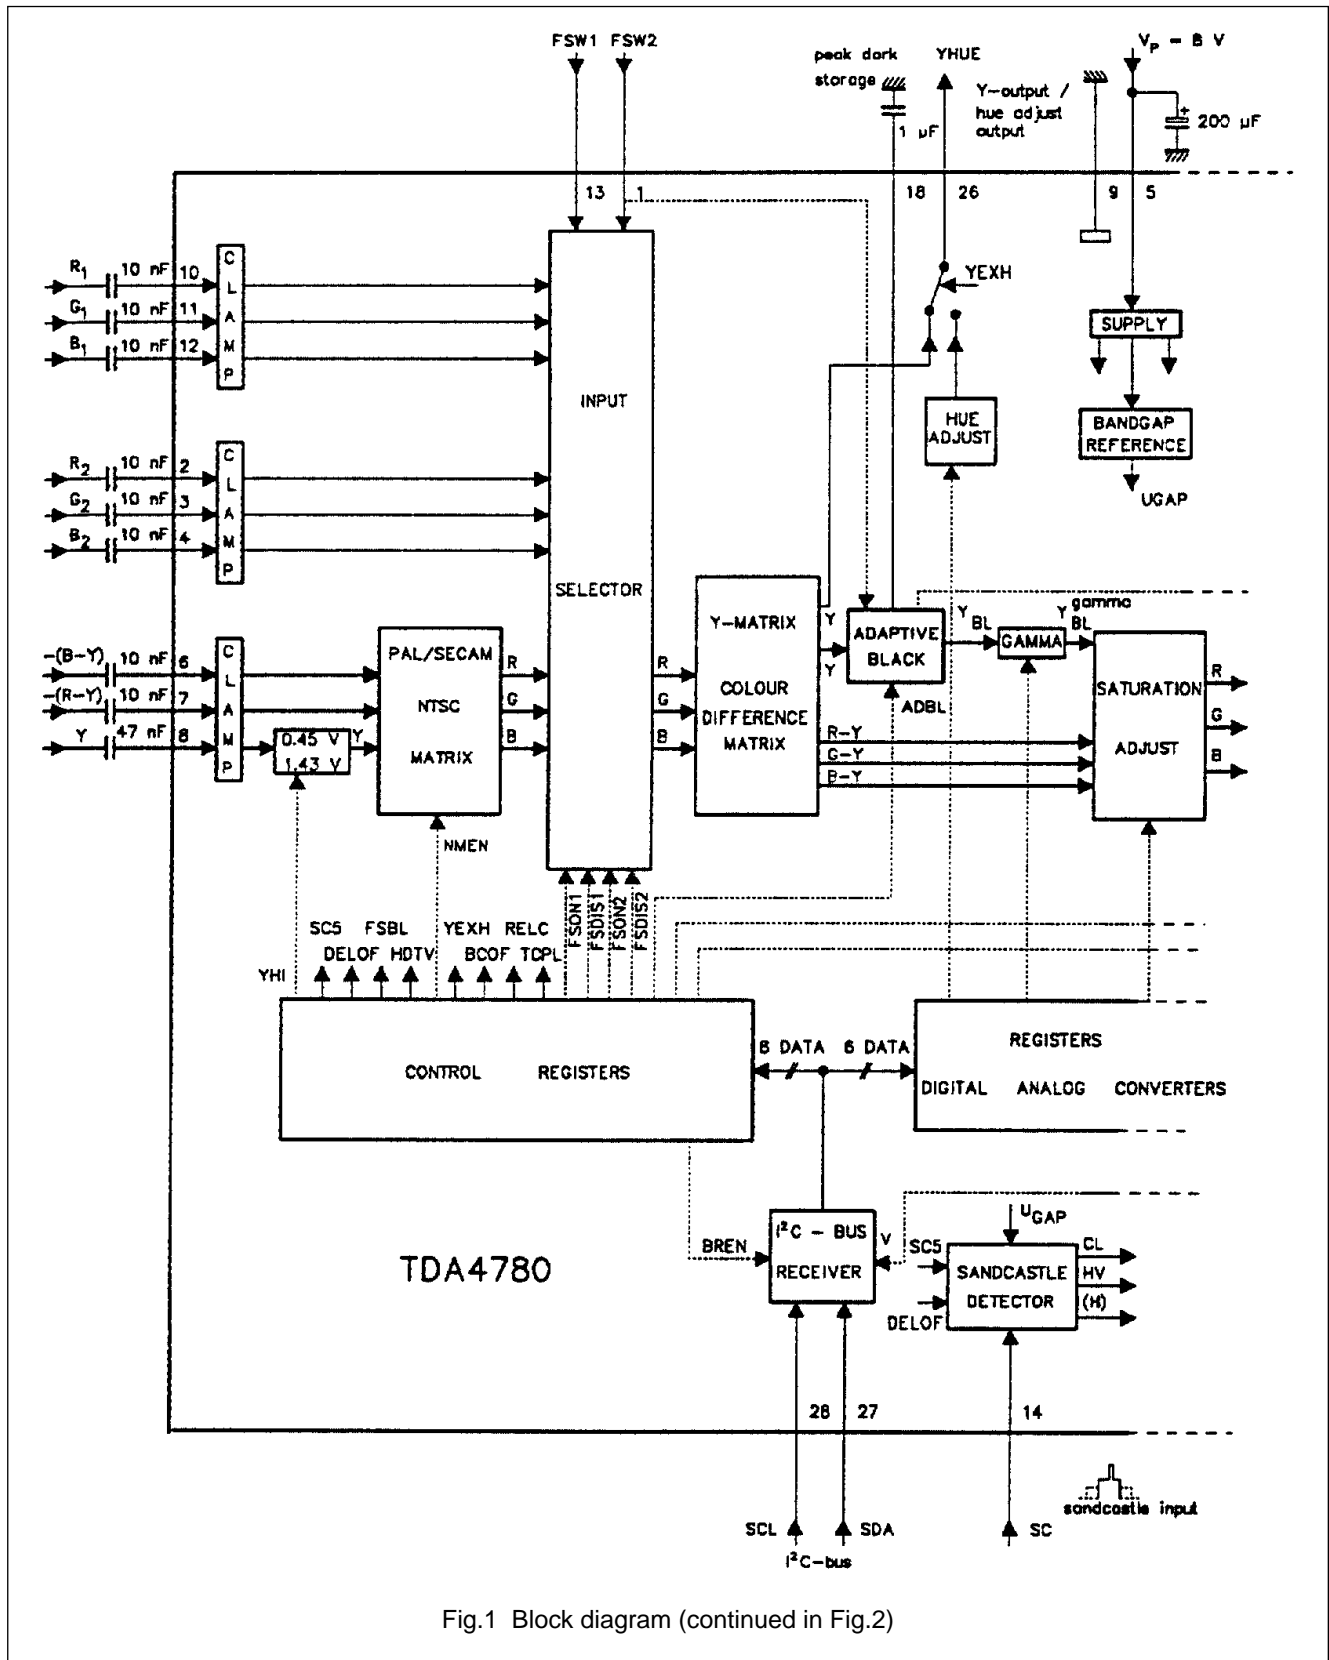 FSW1 FSW2
peak dark
storage
YHUE
Y-output /
hue adjust
output
VP = 8 V
1 µF
200 µF
13 1 18 26 9 5
R1 10 nF 10
G1 10 nF 11
B1 10 nF 12
CLAMP
YEXH
SUPPLY
INPUT
HUE
ADJUST
BANDGAP
REFERENCE
UGAP
R2 10 nF 2
G2 10 nF 3
B2 10 nF 4
CLAMP
SELECTOR
-(B-Y) 10 nF 6
-(R-Y) 10 nF 7
Y 47 nF 8
CLAMP
0.45 V
1.43 V
Y
PAL/SECAM
NTSC
MATRIX
R
G
B
R
G
B
Y-MATRIX
COLOUR
DIFFERENCE
MATRIX
Y
Y
R-Y
G-Y
B-Y
ADAPTIVE
BLACK
ADBL
Y BL
GAMMA
Y gamma BL
SATURATION
ADJUST
R
G
B
NMEN
FSON1
FSDIS1
FSON2
FSDIS2
SC5 FSBL YEXH RELC
DELOF HDTV BCOF TCPL
YHI
CONTROL REGISTERS
8 DATA 6 DATA
REGISTERS
DIGITAL ANALOG CONVERTERS
BREN
I²C - BUS
RECEIVER
V
UGAP
SC5
DELOF
SANDCASTLE
DETECTOR
CL
HV
(H)
TDA4780
28 27 14
sandcastle input
SCL SDA SC
I²C-bus
Fig.1 Block diagram (continued in Fig.2)